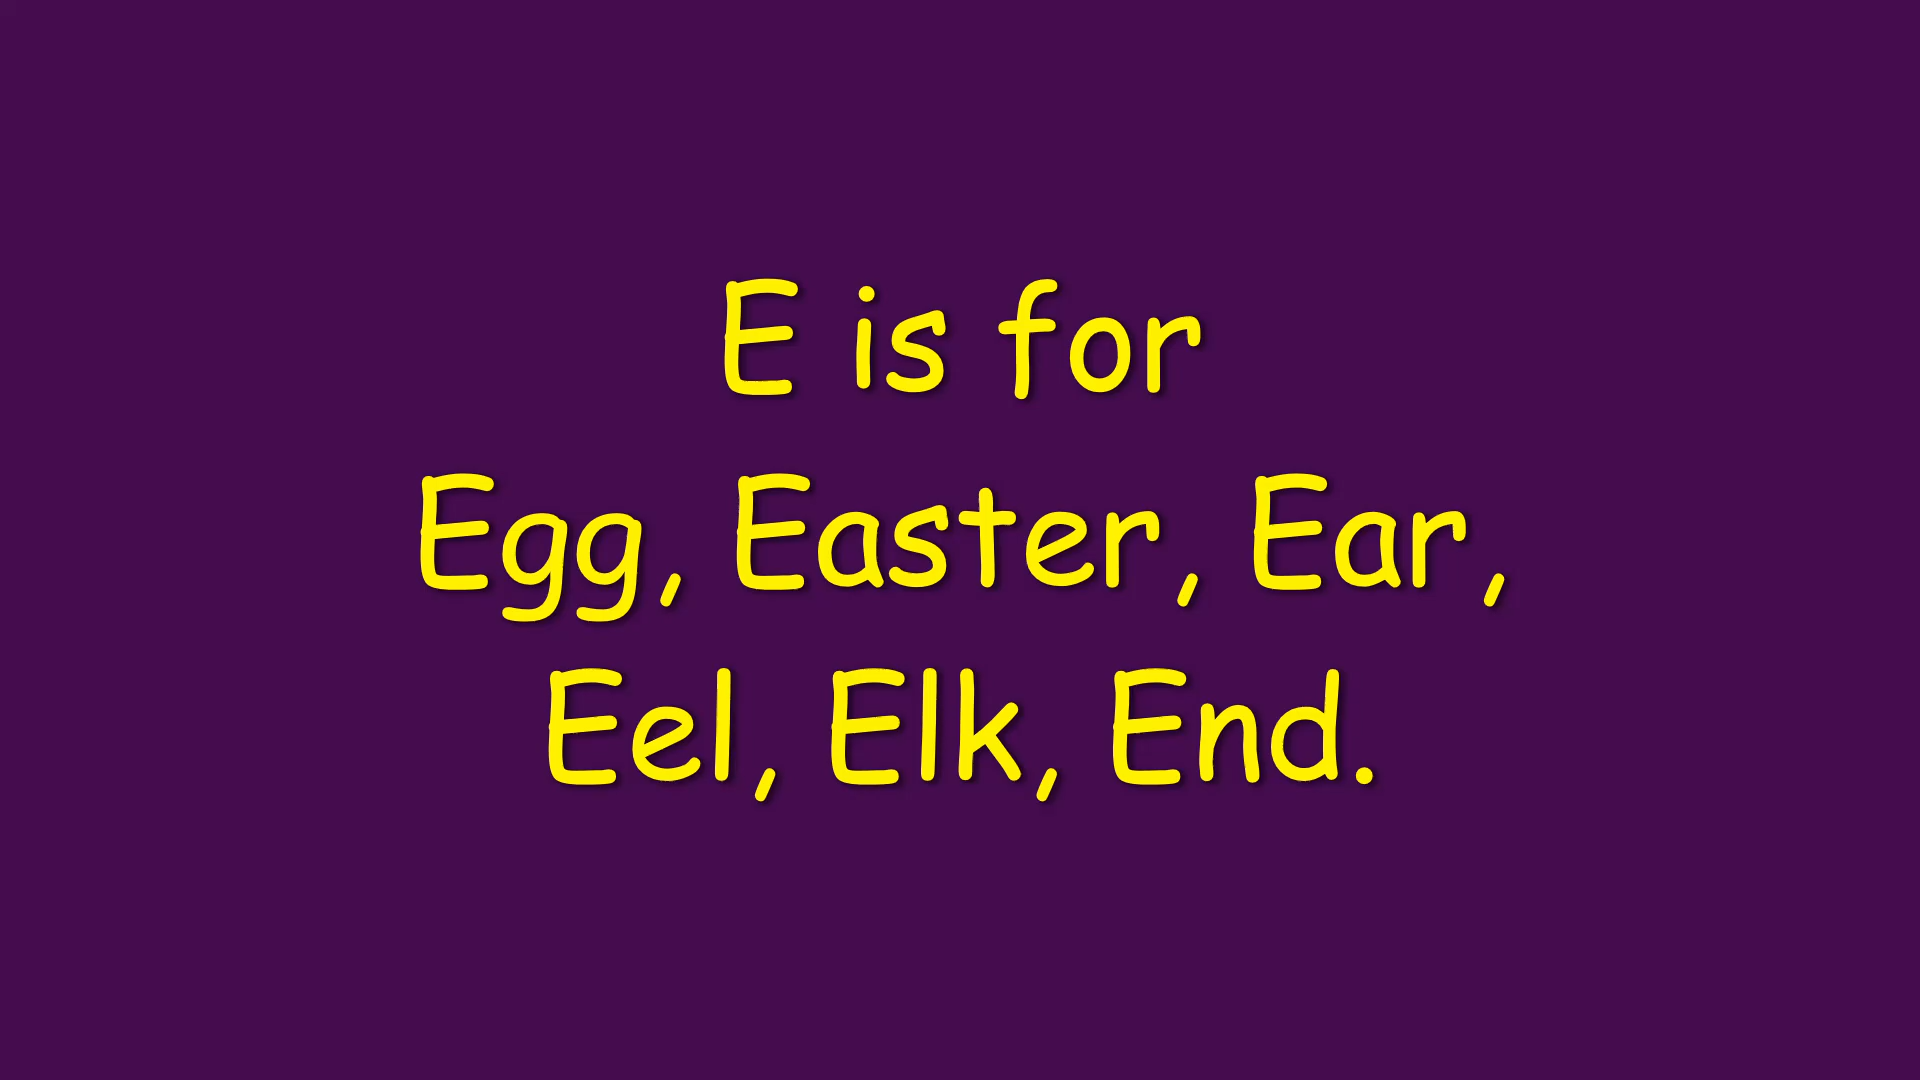 E is for
Egg, Easter, Ear,
Eel, Elk, End.